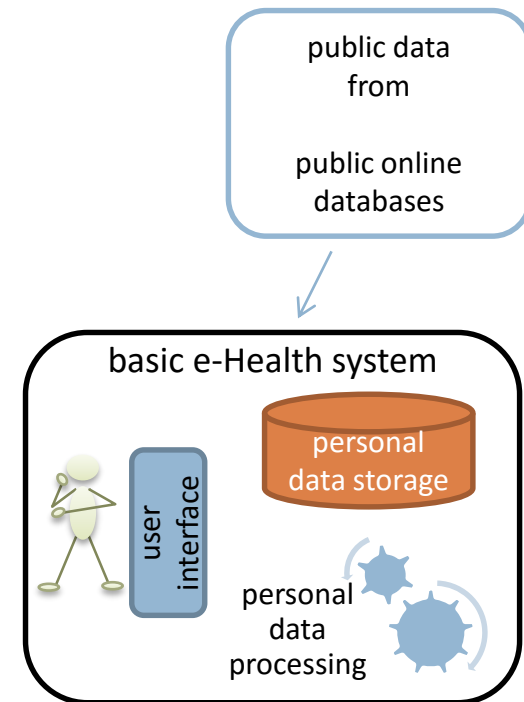 public data
from
public online
databases
basic e-Health system
personal
data storage
user
interface
personal
data
processing